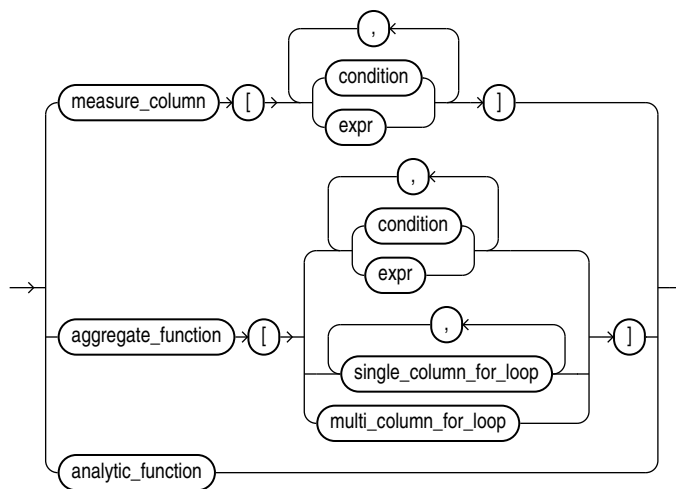 ,
condition
measure_column [ ]
expr
,
condition
expr
,
aggregate_function [ ]
single_column_for_loop
multi_column_for_loop
analytic_function